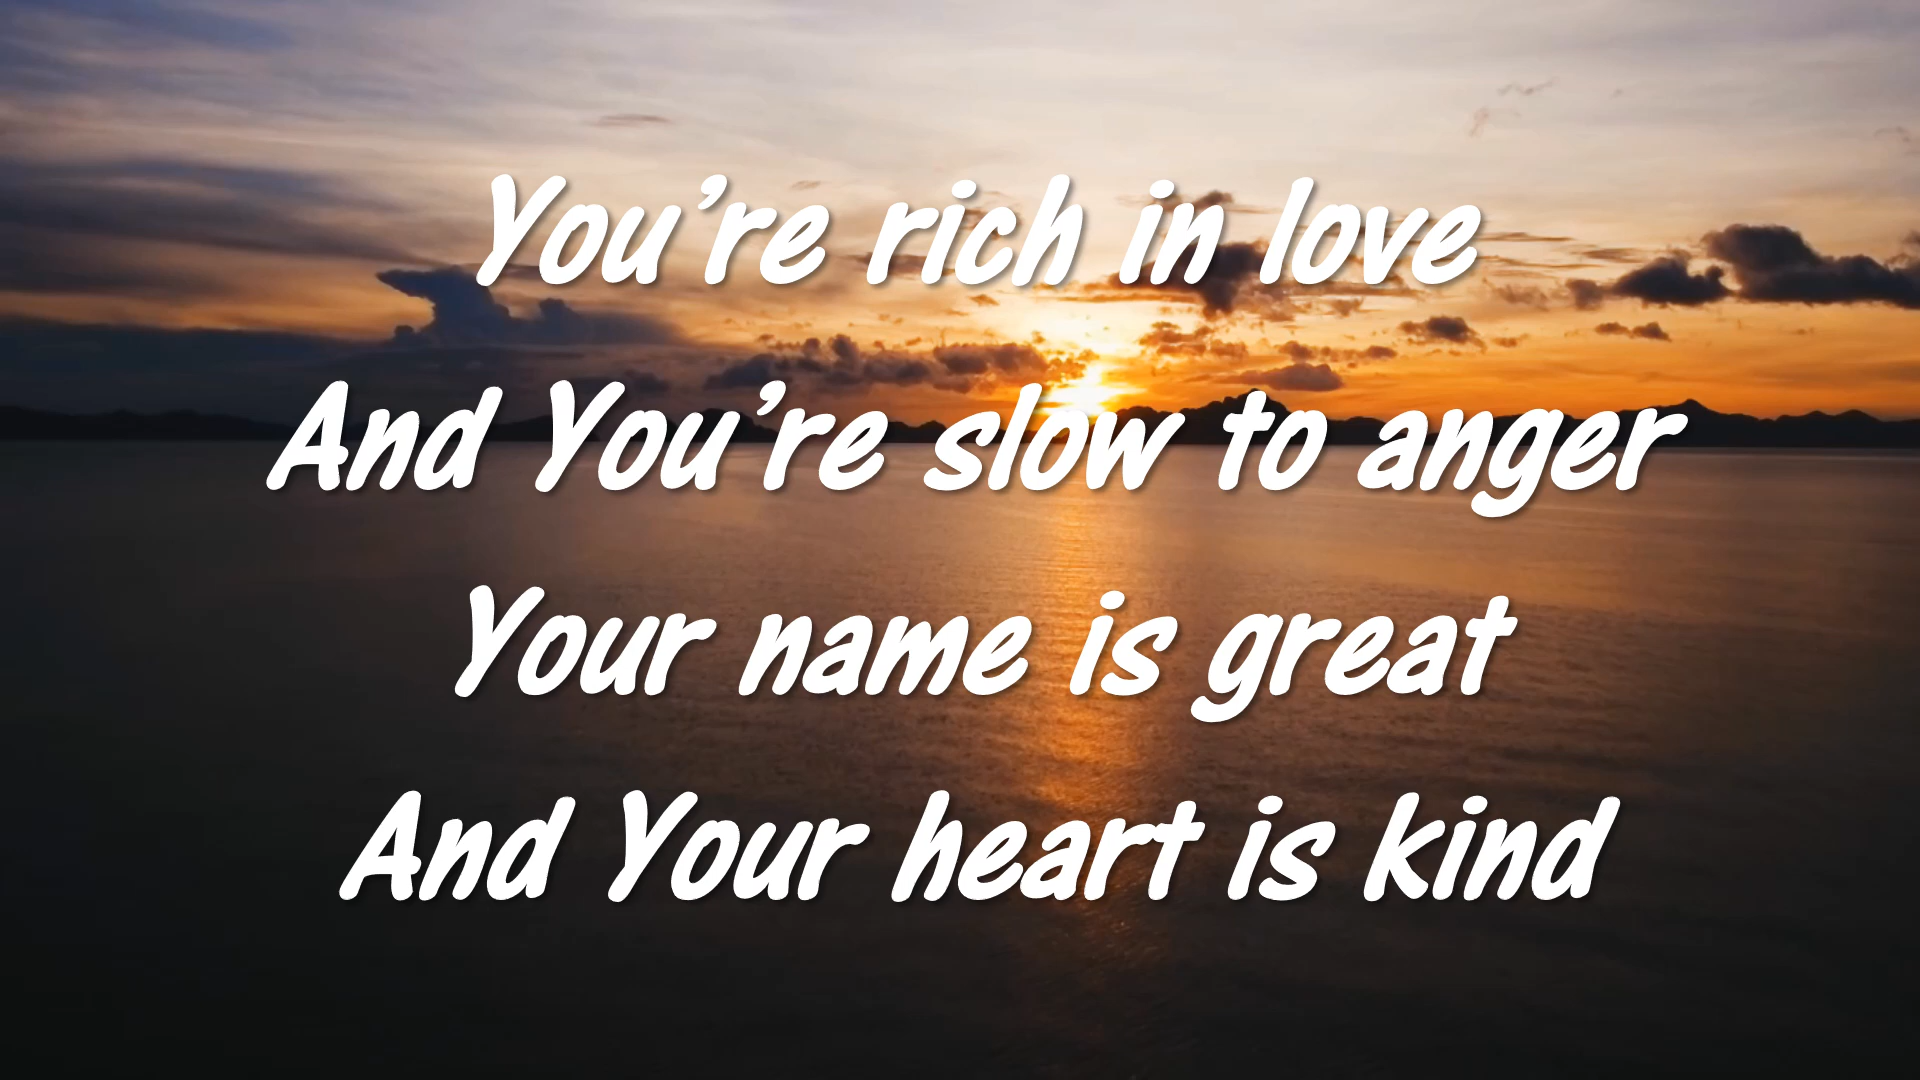 You're rich in love
And You're slow to anger
Your name is great
And Your heart is kind